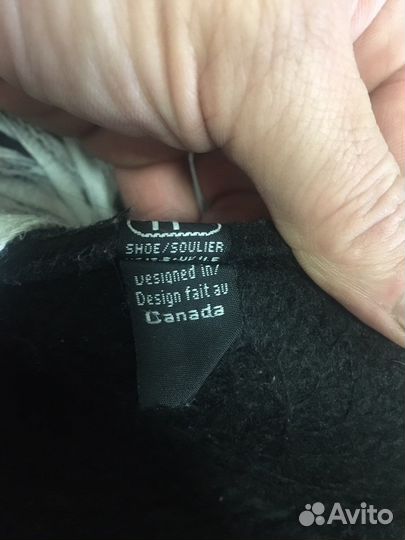 SHOE/SOULIER
Designed in/
Design fait au
Canada
Avito